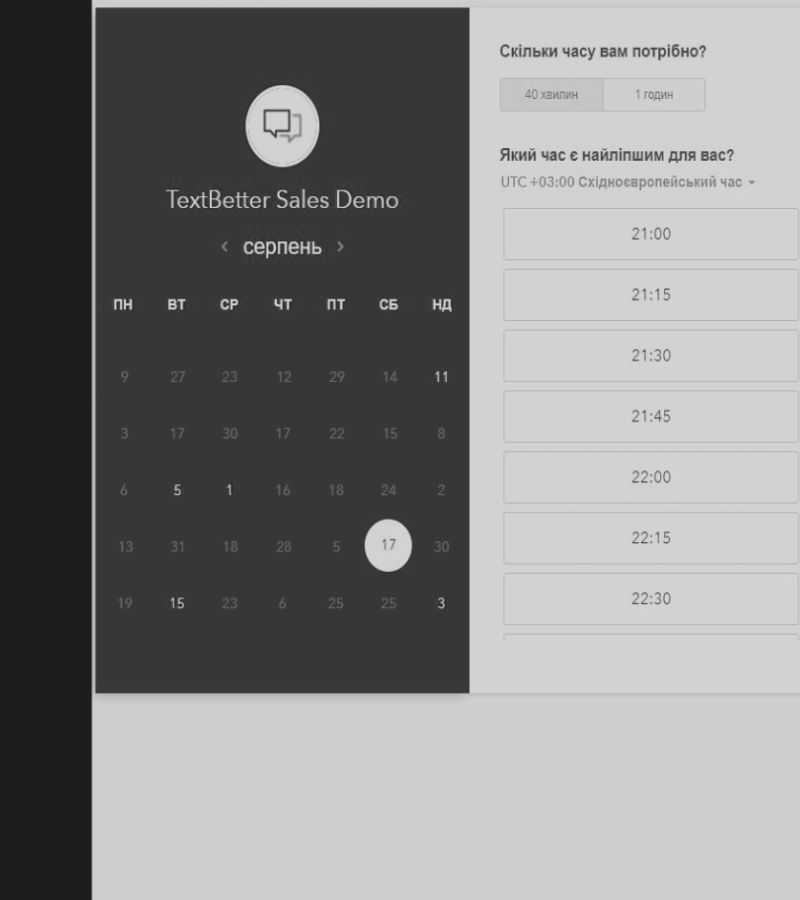 TextBetter Sales Demo
серпень
ПН ВТ СР ЧТ ПТ СБ НД
9 27 23 12 29 14 11
3 17 30 17 22 15 8
6 5 1 16 18 24 2
13 31 18 28 5 17 30
19 15 23 6 25 25 3
Скільки часу вам потрібно?
40 хвилин 1 годин
Який час є найліпшим для вас?
UTC +03:00 Східноєвропейський час
21:00
21:15
21:30
21:45
22:00
22:15
22:30